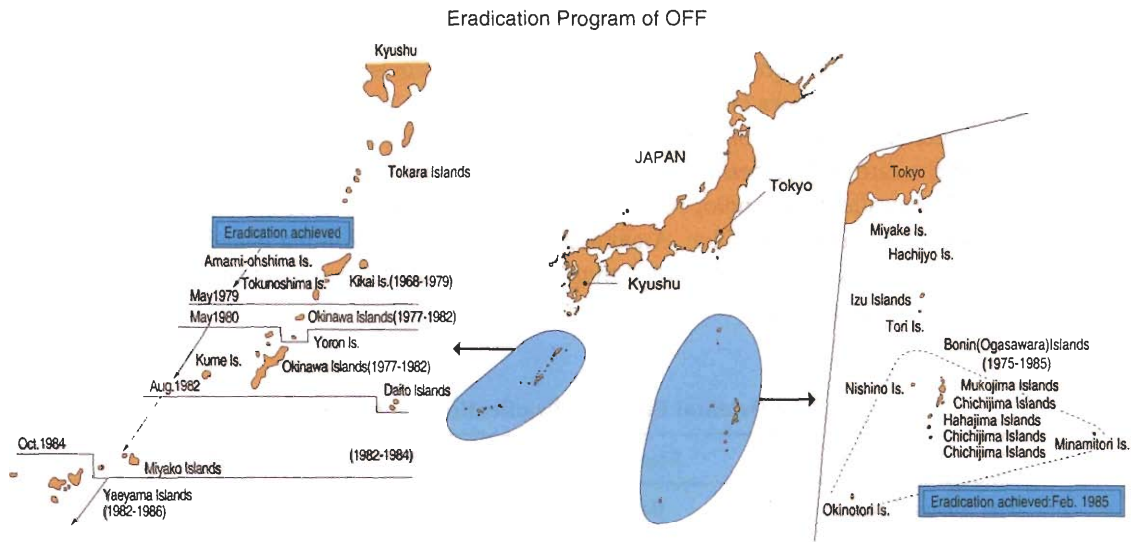 Eradication Program of OFF
Kyushu
Tokara Islands
Eradication achieved
Amami-ohshima Is.
Tokunoshima Is.
Kikai Is.(1968-1979)
May1979
May1980
Okinawa Islands(1977-1982)
Yoron Is.
Kume Is.
Okinawa Islands(1977-1982)
Aug.1982
Daito Islands
Oct.1984
Miyako Islands
(1982-1984)
Yaeyama Islands
(1982-1986)
JAPAN
Tokyo
Kyushu
Tokyo
Miyake Is.
Hachijyo Is.
Izu Islands
Tori Is.
Bonin(Ogasawara)Islands
(1975-1985)
Nishino Is.
Mukojima Islands
Chichijima Islands
Hahajima Islands
Chichijima Islands
Chichijima Islands
Minamitori Is.
Okinotori Is.
Eradication achieved:Feb. 1985